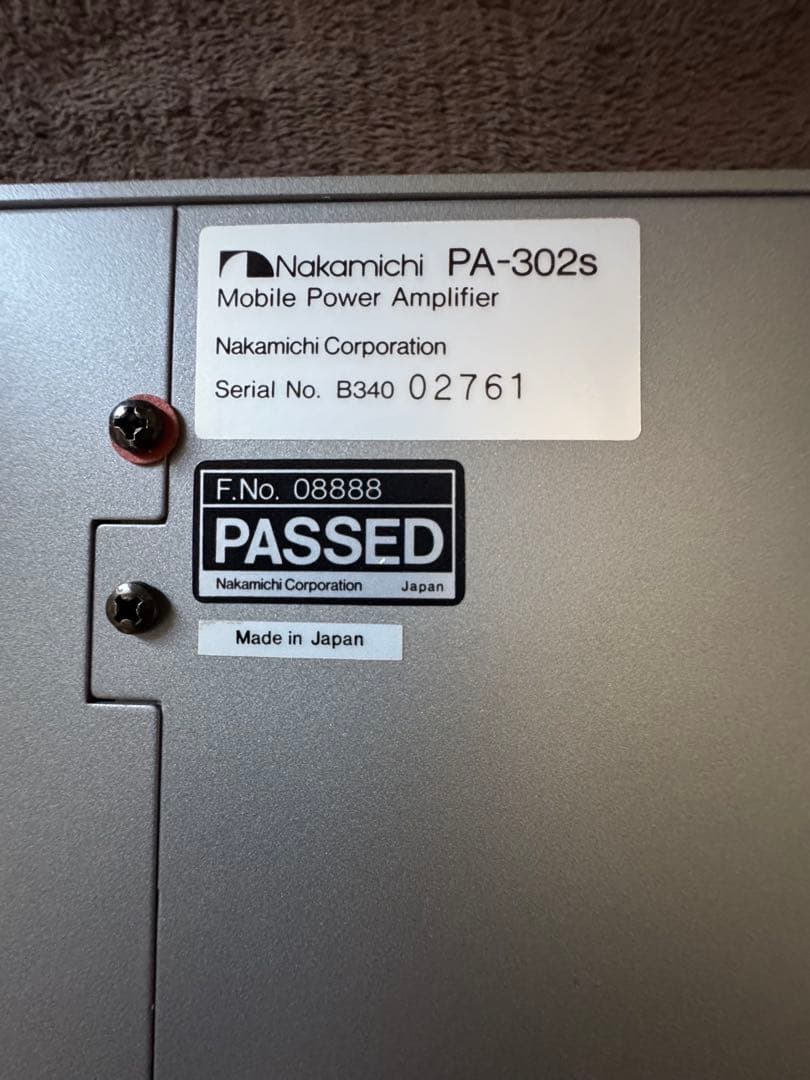 Nakamichi PA-302s
Mobile Power Amplifier
Nakamichi Corporation
Serial No. B340 02761
F.No. 08888
PASSED
Nakamichi Corporation Japan
Made in Japan